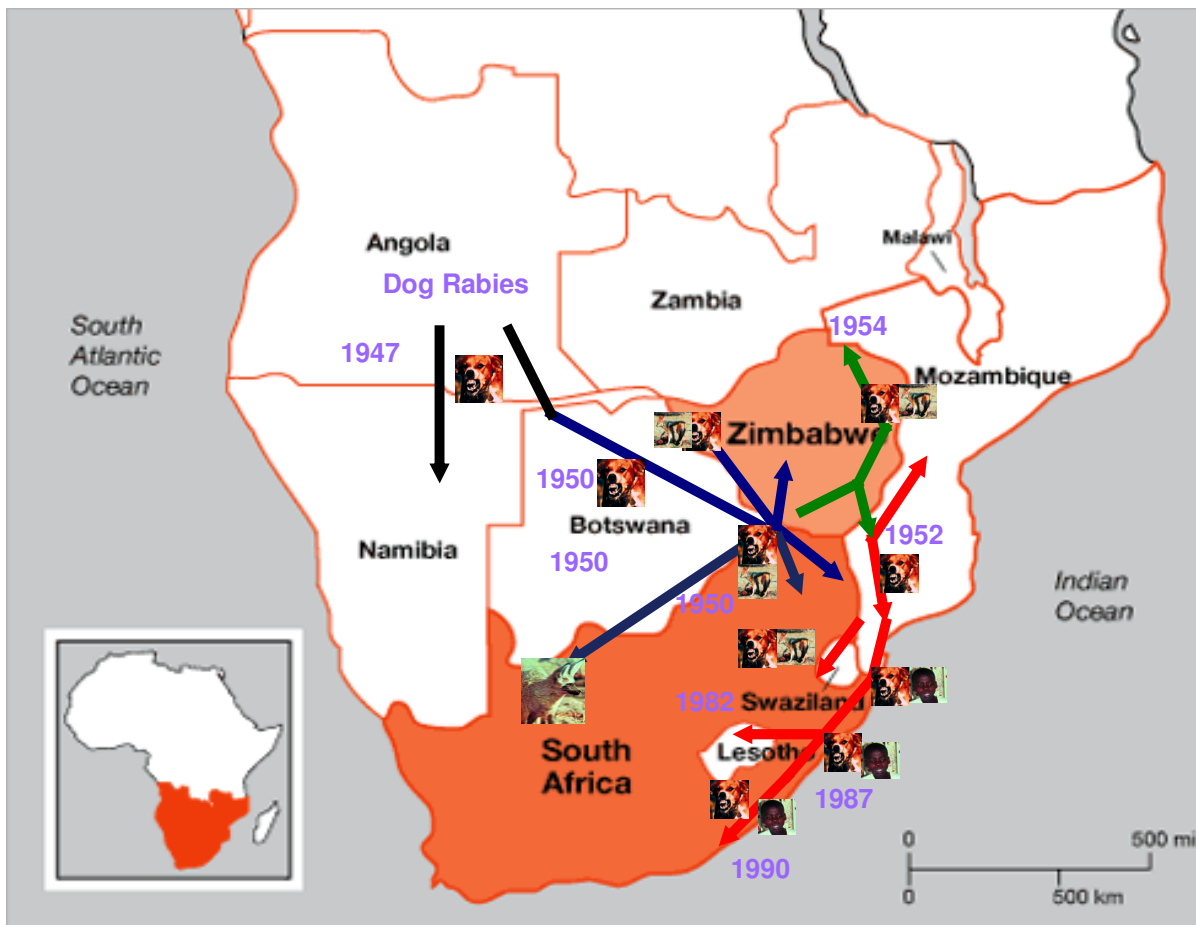 Angola
Dog Rabies
Malawi
Zambia
South
Atlantic
Ocean
1954
1947
Mozambique
Zimbabwe
1950
Botswana
1952
Namibia
1950
Indian
Ocean
1950
1982
Swaziland
South
Africa
Lesotho
1987
1990
0
500 mi
0
500 km